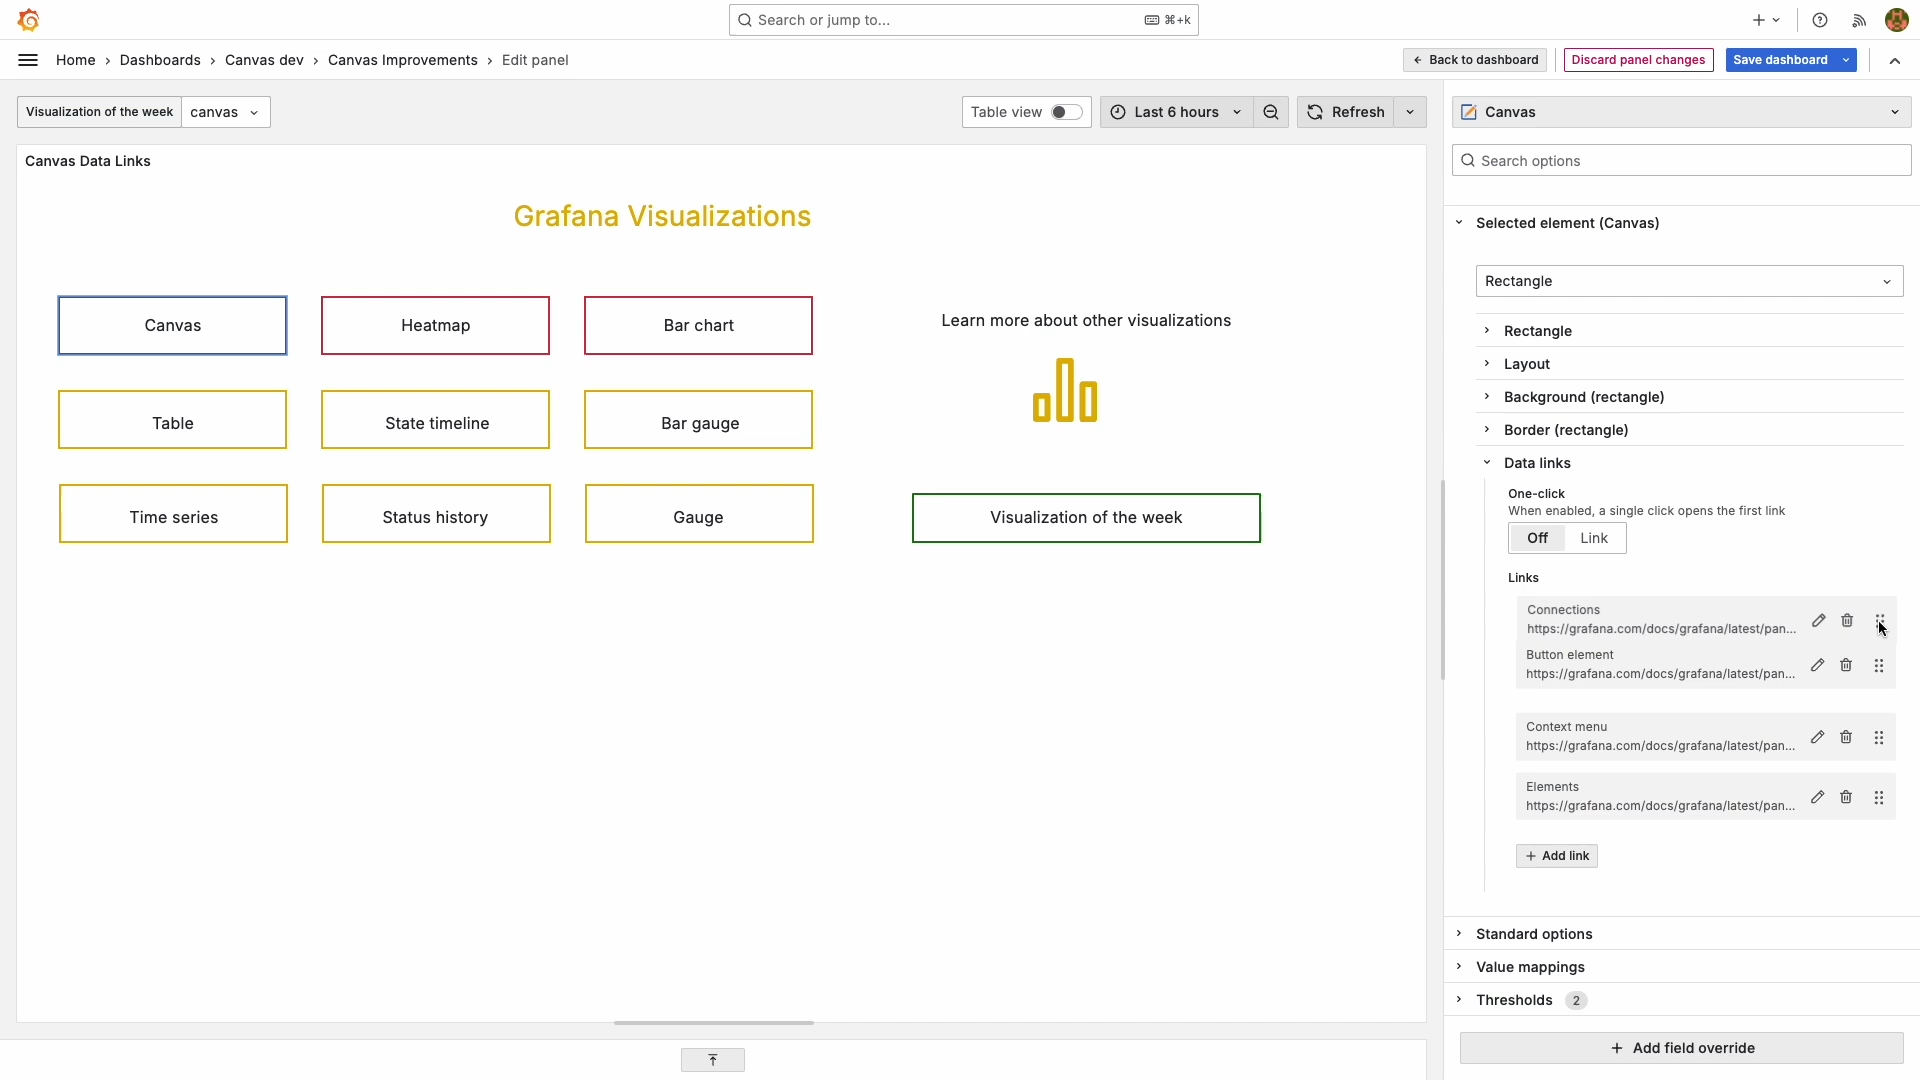 Search or jump to...
⌘+k
Home › Dashboards › Canvas dev › Canvas Improvements › Edit panel
Back to dashboard
Discard panel changes
Save dashboard
Visualization of the week
canvas
Table view
Last 6 hours
Refresh
Canvas Data Links
Grafana Visualizations
Canvas
Heatmap
Bar chart
Learn more about other visualizations
Table
State timeline
Bar gauge
Time series
Status history
Gauge
Visualization of the week
Canvas
Search options
Selected element (Canvas)
Rectangle
Rectangle
Layout
Background (rectangle)
Border (rectangle)
Data links
One-click
When enabled, a single click opens the first link
Off
Link
Links
Connections
https://grafana.com/docs/grafana/latest/pan...
Button element
https://grafana.com/docs/grafana/latest/pan...
Context menu
https://grafana.com/docs/grafana/latest/pan...
Elements
https://grafana.com/docs/grafana/latest/pan...
Add link
Standard options
Value mappings
Thresholds 2
Add field override